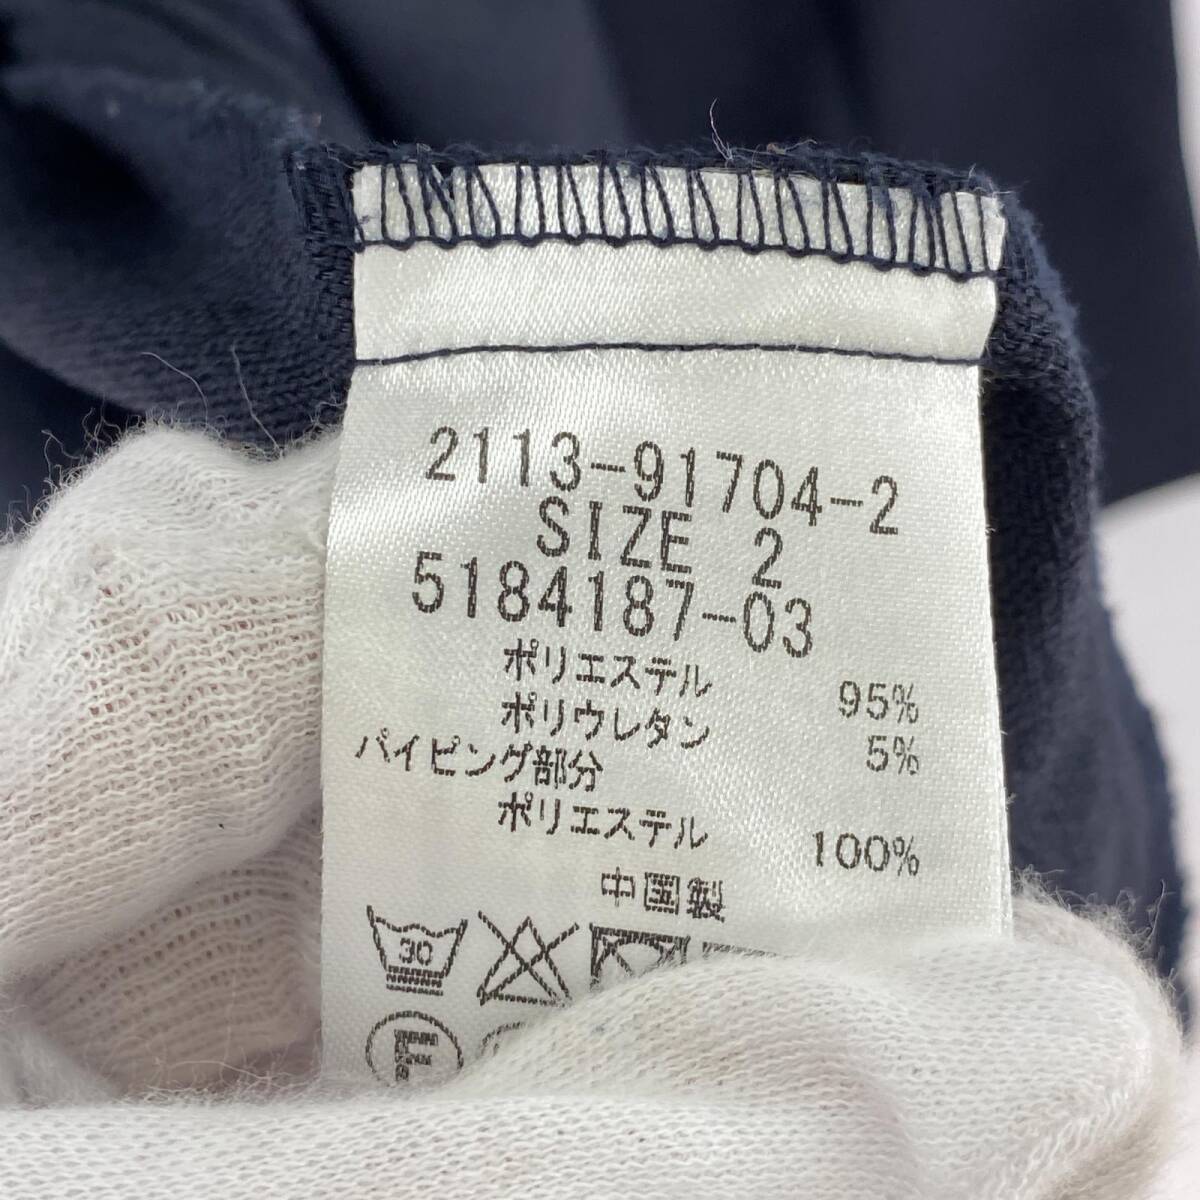 2113-91704-2
SIZE 2
5184187-03
ポリエステル 95%
ポリウレタン 5%
パイピング部分
ポリエステル 100%
中国製
30
F